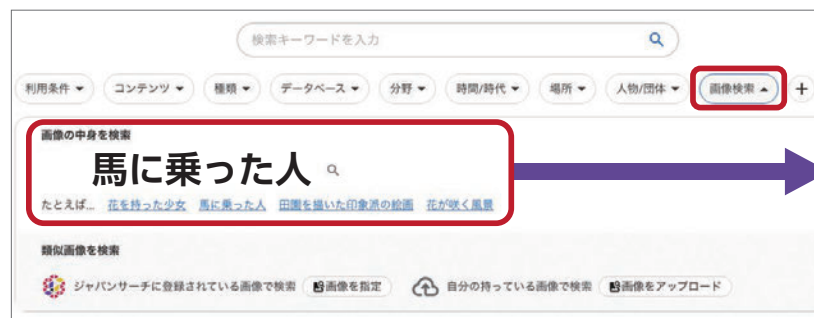 検索キーワードを入力
利用条件 コンテンツ 種類 データベース 分野 時間/時代 場所 人物/団体 画像検索 +
画像の中身を検索
馬に乗った人
たとえば... 花を持った少女 馬に乗った人 田園を描いた印象派の絵画 花が咲く風景
類似画像を検索
ジャパンサーチに登録されている画像で検索 画像を指定 自分の持っている画像で検索 画像をアップロード